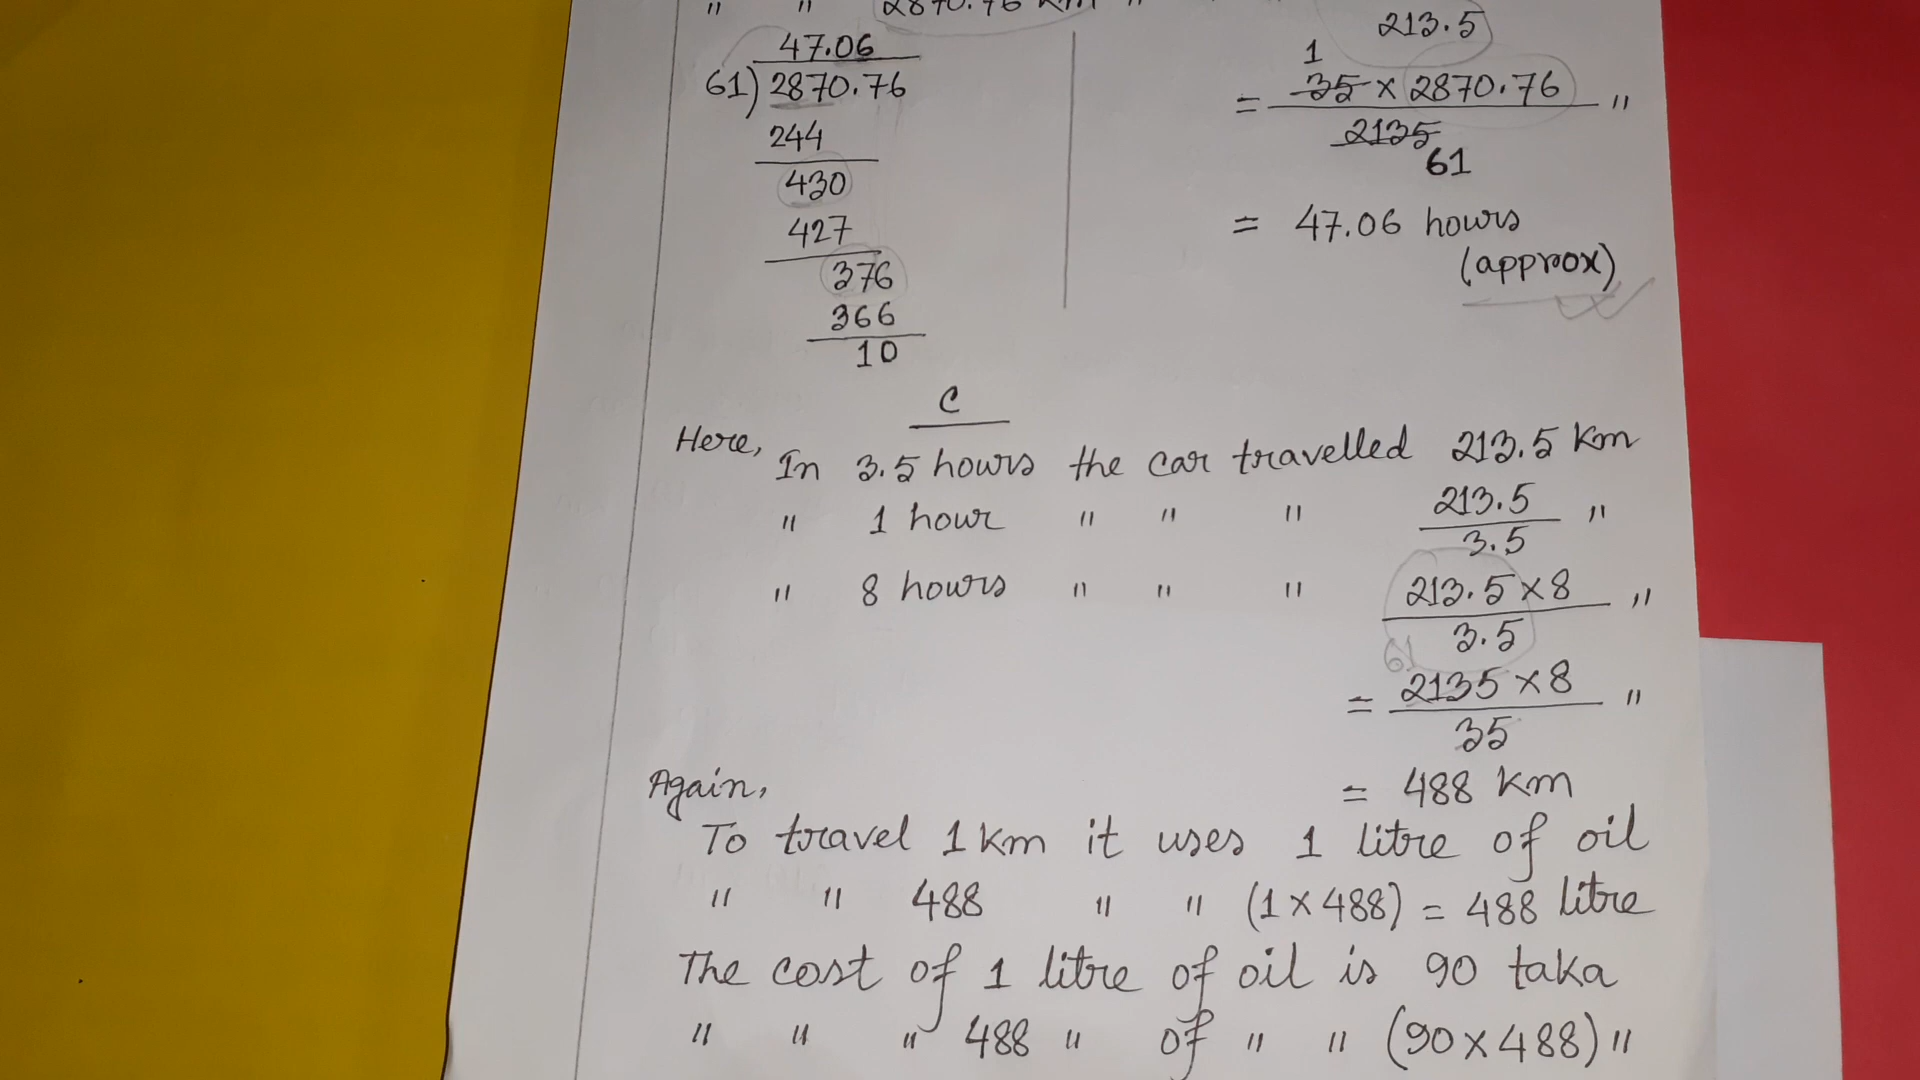 " " 2870.76 km "
47.06
61) 2870.76
244
430
427
376
366
10
213.5
1
= 35 × 2870.76 "
2135
61
= 47.06 hours
(approx)
C
Here,
In 3.5 hours the car travelled 213.5 km
" 1 hour " " " 213.5 "
3.5
" 8 hours " " " 213.5 × 8 "
3.5
61
= 2135 × 8 "
35
= 488 km
Again,
To travel 1 km it uses 1 litre of oil
" " 488 " " (1 × 488) = 488 litre
The cost of 1 litre of oil is 90 taka
" " " 488 " of " " (90 × 488) "